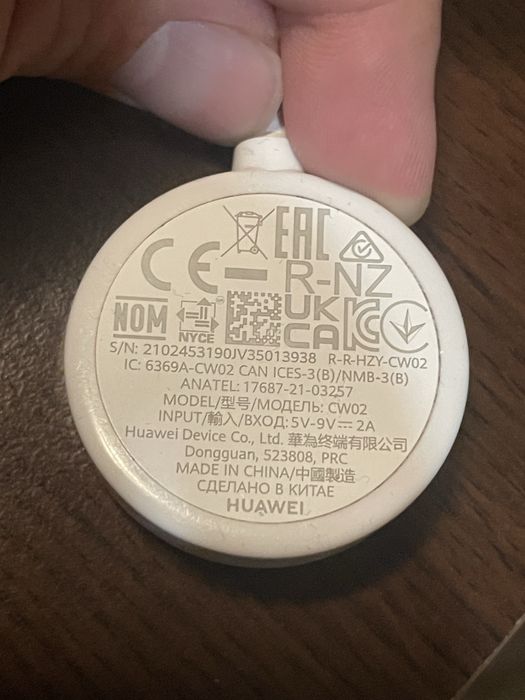 EAC
CE R-NZ
NOM NYCE UK CA
S/N: 2102453190JV35013938 R-R-HZY-CW02
IC: 6369A-CW02 CAN ICES-3(B)/NMB-3(B)
ANATEL: 17687-21-03257
MODEL/型号/МОДЕЛЬ: CW02
INPUT/輸入/ВХОД: 5V-9V⎓2A
Huawei Device Co., Ltd. 華為终端有限公司
Dongguan, 523808, PRC
MADE IN CHINA/中國製造
СДЕЛАНО В КИТАЕ
HUAWEI